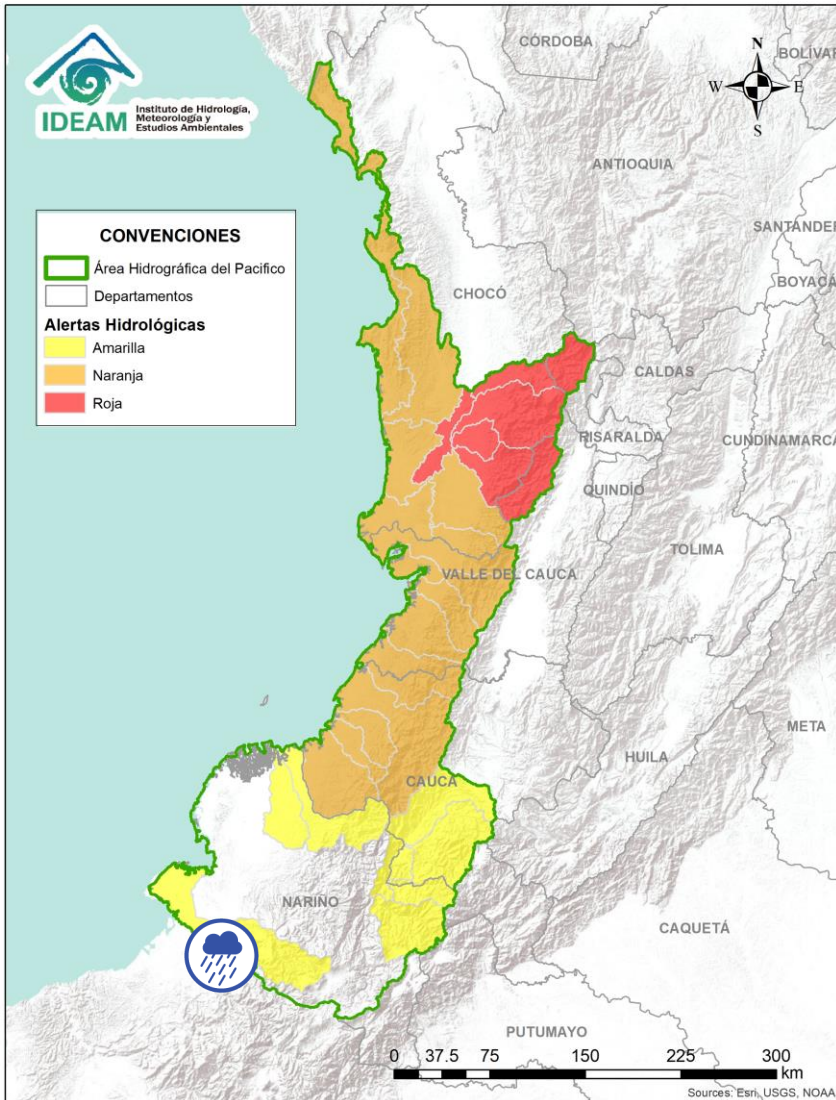 IDEAM
Instituto de Hidrología,
Meteorología y
Estudios Ambientales
CÓRDOBA
BOLÍVAR
N
W E
S
ANTIOQUIA
SANTANDER
BOYACÁ
CONVENCIONES
Área Hidrográfica del Pacifico
Departamentos
Alertas Hidrológicas
Amarilla
Naranja
Roja
CHOCÓ
CALDAS
RISARALDA
CUNDINAMARCA
QUINDÍO
TOLIMA
VALLE DEL CAUCA
META
HUILA
CAUCA
NARIÑO
CAQUETÁ
PUTUMAYO
0 37.5 75 150 225 300
km
Sources: Esri, USGS, NOAA